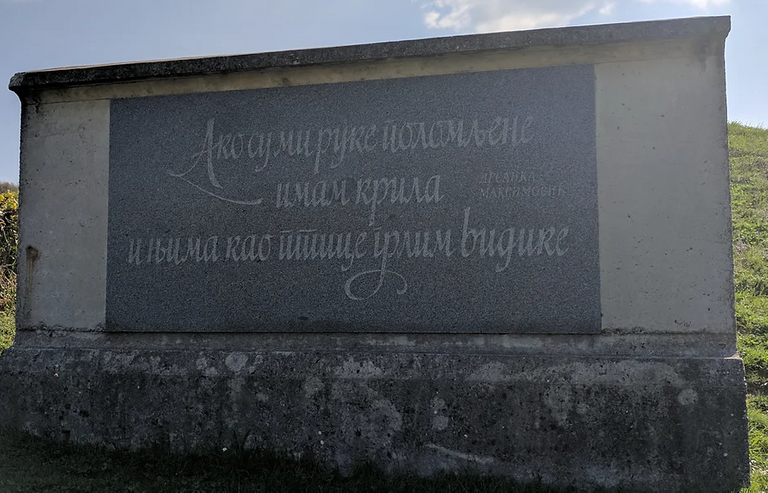 Ако су ми руке поломљене
имам крила
и њима као птице грлим видике
ДЕСАНКА
МАКСИМОВИЋ